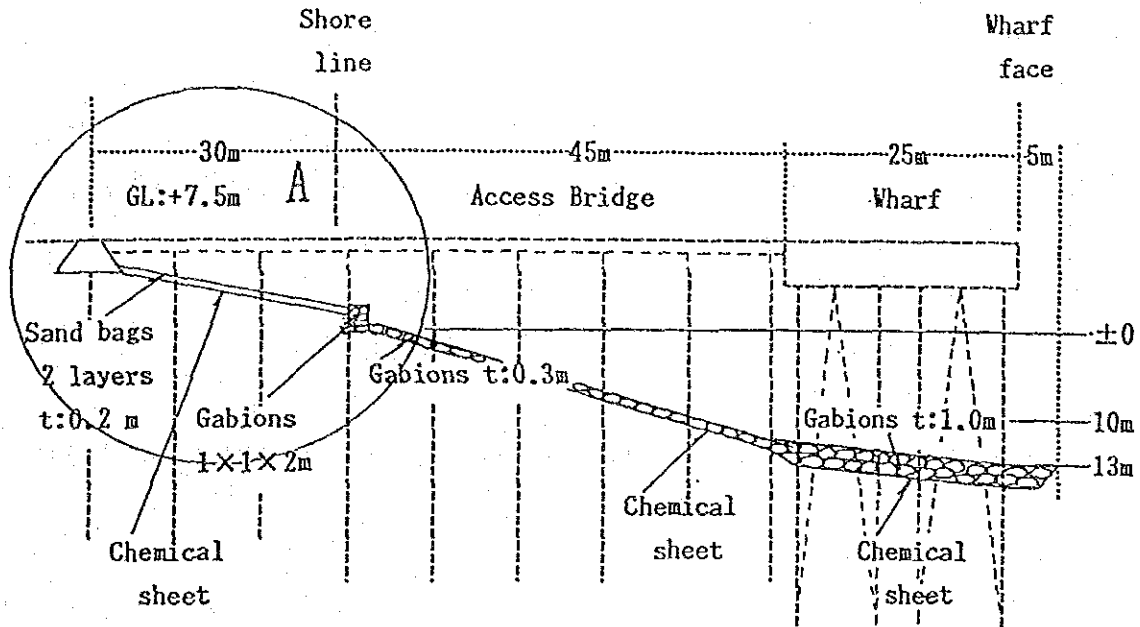 Shore
line
Wharf
face
30m
45m
25m
5m
GL:+7.5m
A
Access Bridge
Wharf
Sand bags
2 layers
t:0.2 m
Gabions
1×1×2m
Gabions t:0.3m
±0
Gabions t:1.0m
10m
13m
Chemical
sheet
Chemical
sheet
Chemical
sheet